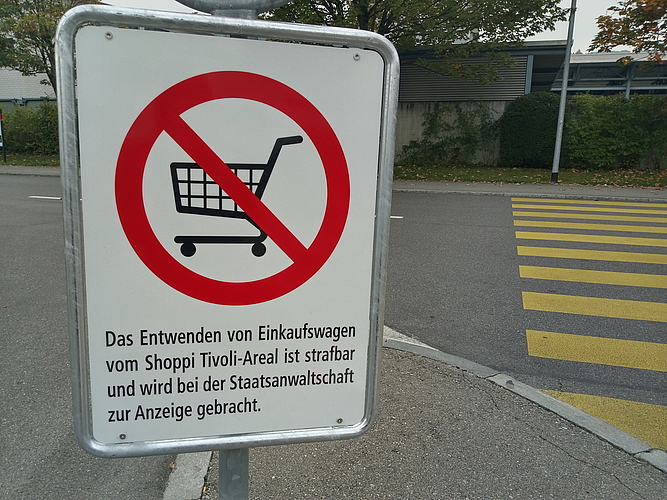 Das Entwenden von Einkaufswagen
vom Shoppi Tivoli-Areal ist strafbar
und wird bei der Staatsanwaltschaft
zur Anzeige gebracht.